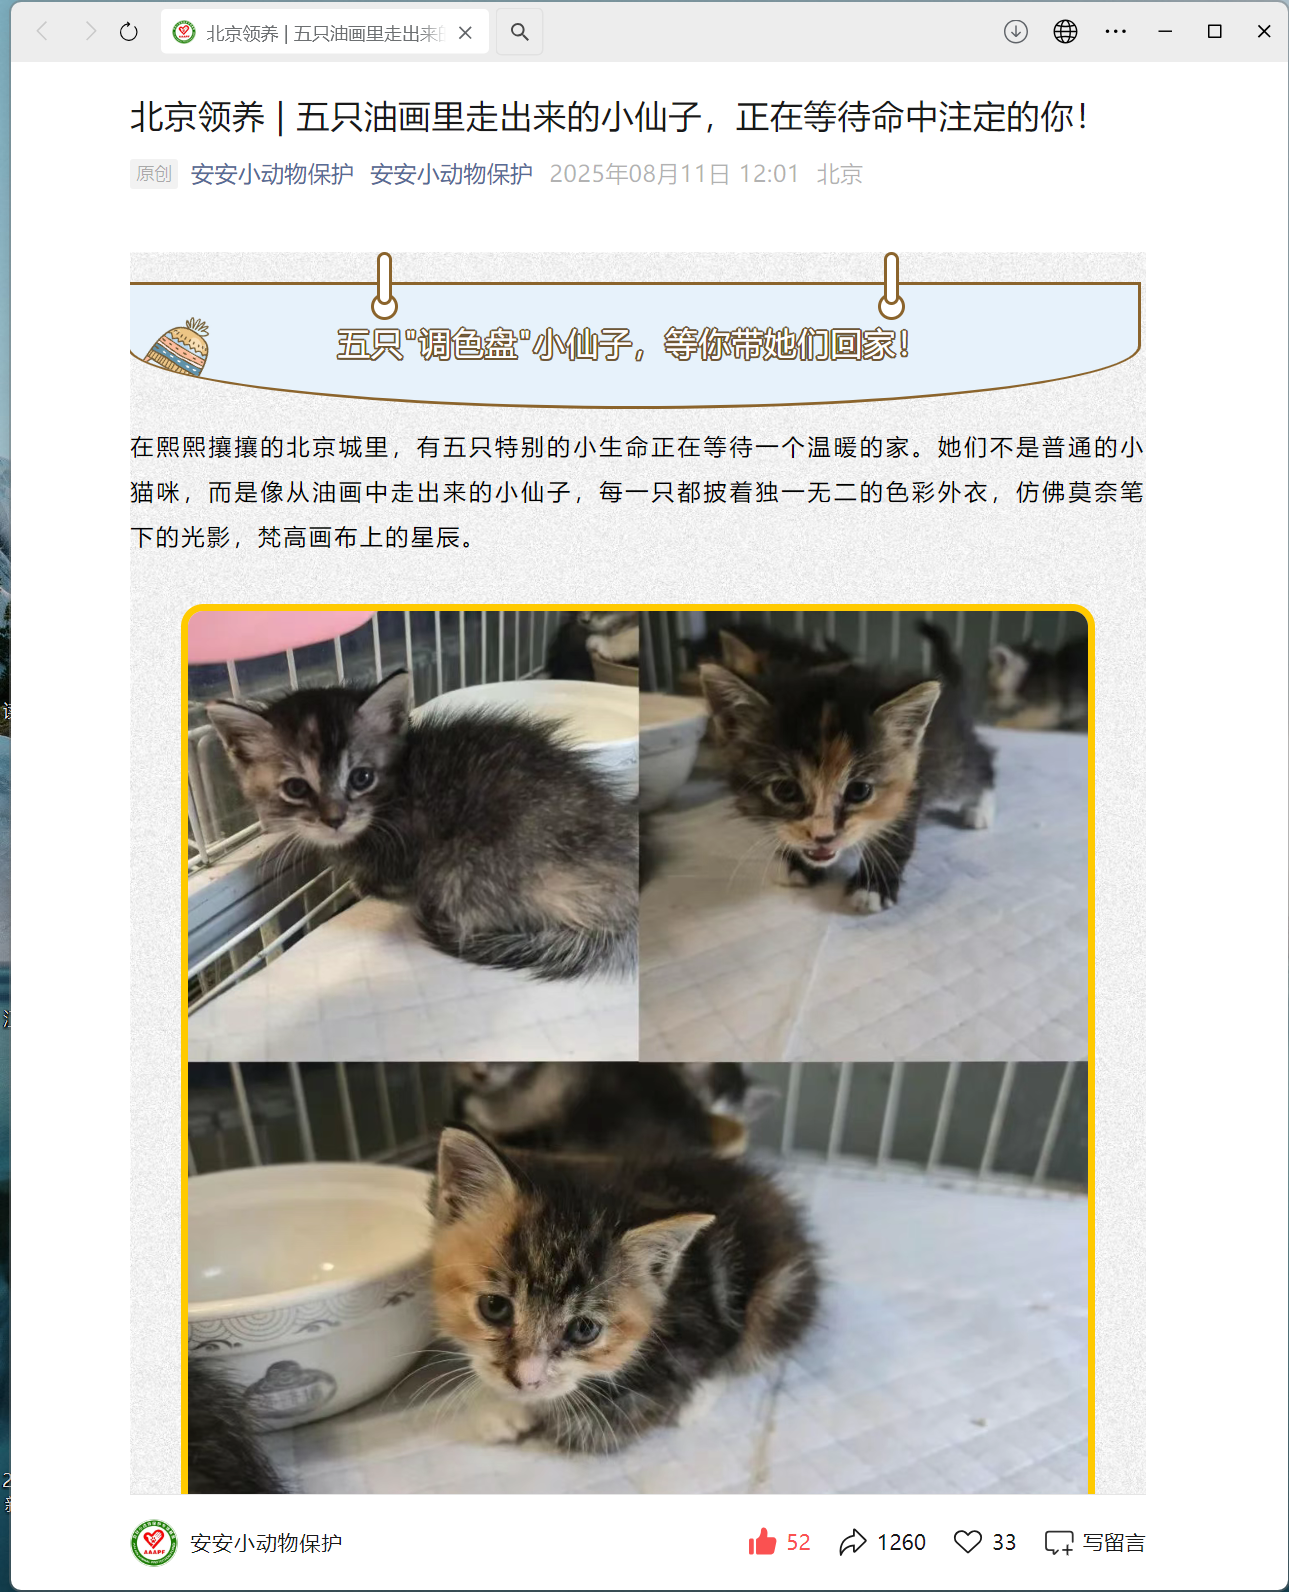 北京领养 | 五只油画里走出来
北京领养 | 五只油画里走出来的小仙子，正在等待命中注定的你！
原创 安安小动物保护 安安小动物保护 2025年08月11日 12:01 北京
五只"调色盘"小仙子，等你带她们回家！
在熙熙攘攘的北京城里，有五只特别的小生命正在等待一个温暖的家。她们不是普通的小
猫咪，而是像从油画中走出来的小仙子，每一只都披着独一无二的色彩外衣，仿佛莫奈笔
下的光影，梵高画布上的星辰。
安安小动物保护 52 1260 33 写留言